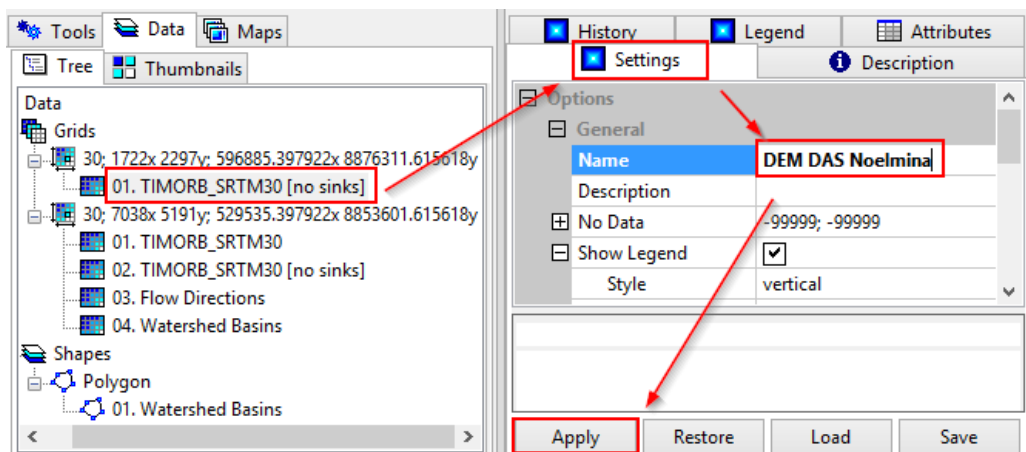 Tools Data Maps
Tree Thumbnails
Data
Grids
30; 1722x 2297y; 596885.397922x 8876311.615618y
01. TIMORB_SRTM30 [no sinks]
30; 7038x 5191y; 529535.397922x 8853601.615618y
01. TIMORB_SRTM30
02. TIMORB_SRTM30 [no sinks]
03. Flow Directions
04. Watershed Basins
Shapes
Polygon
01. Watershed Basins
History Legend Attributes
Settings Description
Options
General
Name DEM DAS Noelmina
Description
No Data -99999; -99999
Show Legend
Style vertical
Apply Restore Load Save